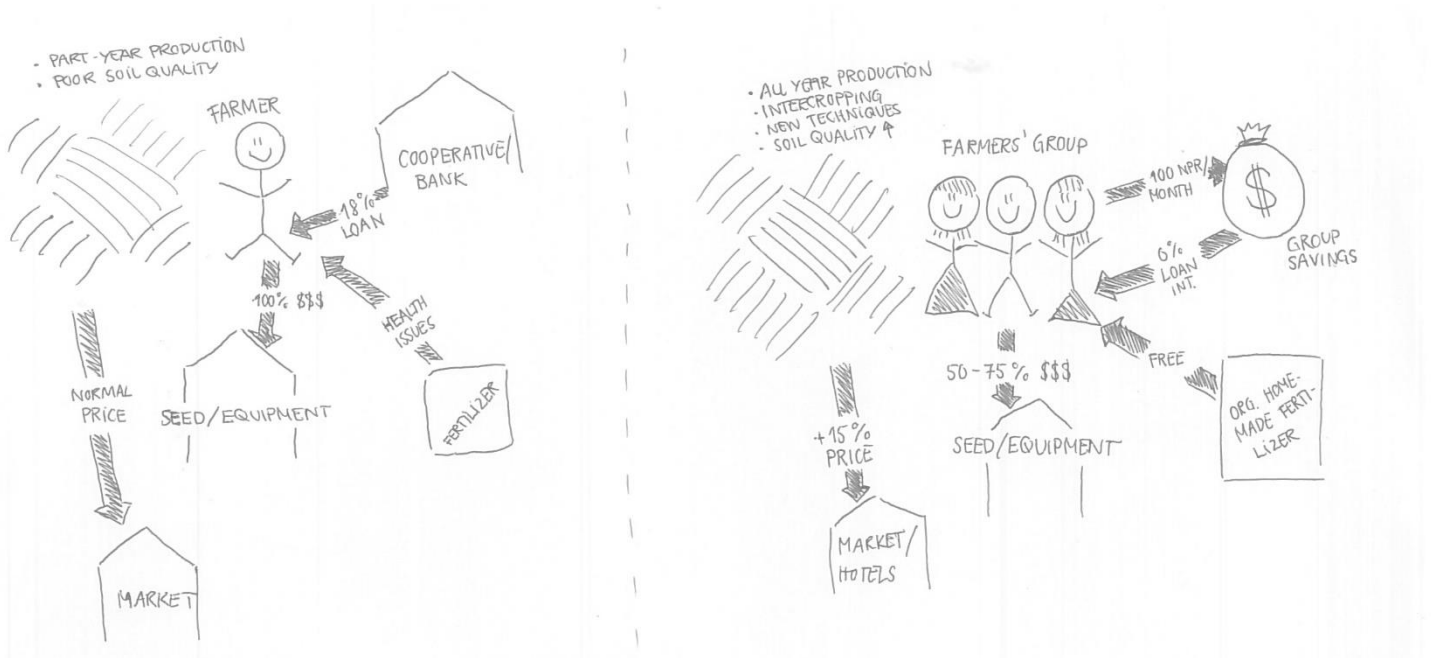 · PART-YEAR PRODUCTION
· POOR SOIL QUALITY
FARMER
COOPERATIVE/
BANK
18%
LOAN
100% $$$
HEALTH
ISSUES
NORMAL
PRICE
SEED/EQUIPMENT
FERTILIZER
MARKET
· ALL YEAR PRODUCTION
· INTERCROPPING
· NEW TECHNIQUES
· SOIL QUALITY ↑
FARMERS' GROUP
100 NPR/
MONTH
$
GROUP
SAVINGS
6%
LOAN
INT.
FREE
50-75% $$$
ORG. HOME-
MADE FERTI-
LIZER
+15%
PRICE
SEED/EQUIPMENT
MARKET/
HOTELS